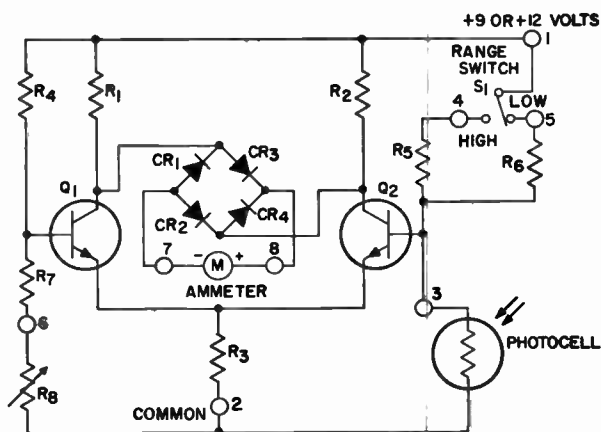 +9 OR +12 VOLTS
1
RANGE
SWITCH
S1
4
LOW
5
HIGH
R4
R1
R2
R5
R6
CR1
CR3
CR2
CR4
Q1
Q2
7
-
M
+
8
AMMETER
R7
6
R8
R3
3
PHOTOCELL
COMMON
2